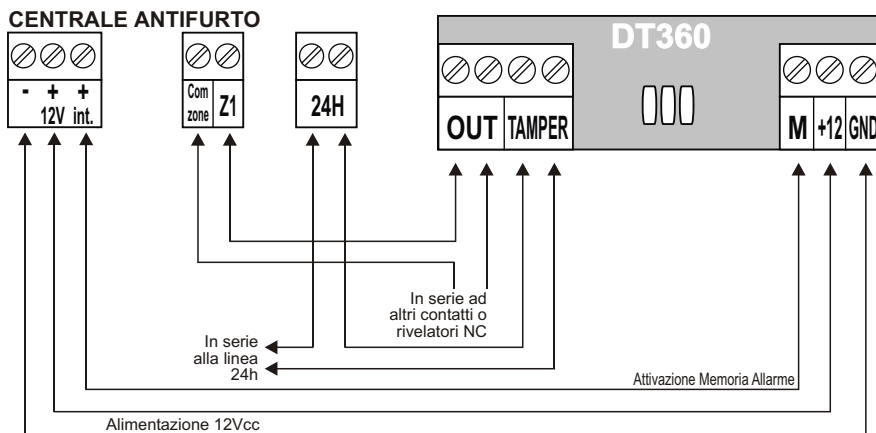 CENTRALE ANTIFURTO
DT360
- + +
12V int.
Com
zone
Z1
24H
OUT
TAMPER
M
+12
GND
In serie ad
altri contatti o
rivelatori NC
In serie
alla linea
24h
Attivazione Memoria Allarme
Alimentazione 12Vcc